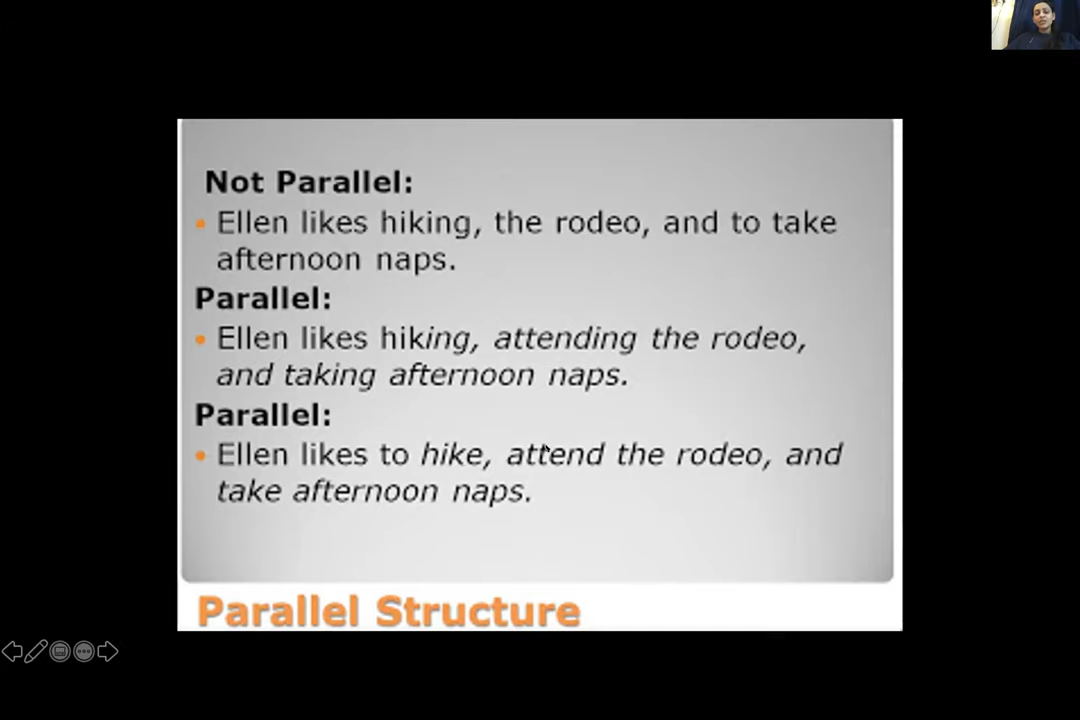 Not Parallel:
• Ellen likes hiking, the rodeo, and to take
afternoon naps.
Parallel:
• Ellen likes hiking, attending the rodeo,
and taking afternoon naps.
Parallel:
• Ellen likes to hike, attend the rodeo, and
take afternoon naps.
Parallel Structure